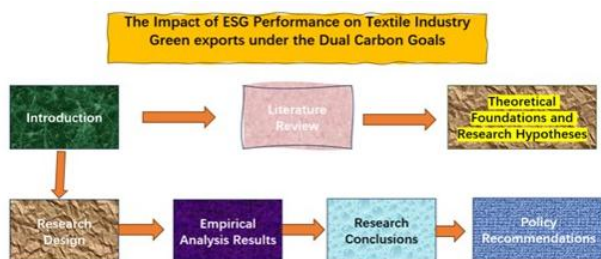 The Impact of ESG Performance on Textile Industry
Green exports under the Dual Carbon Goals
Introduction
Literature
Review
Theoretical
Foundations and
Research Hypotheses
Research
Design
Empirical
Analysis Results
Research
Conclusions
Policy
Recommendations